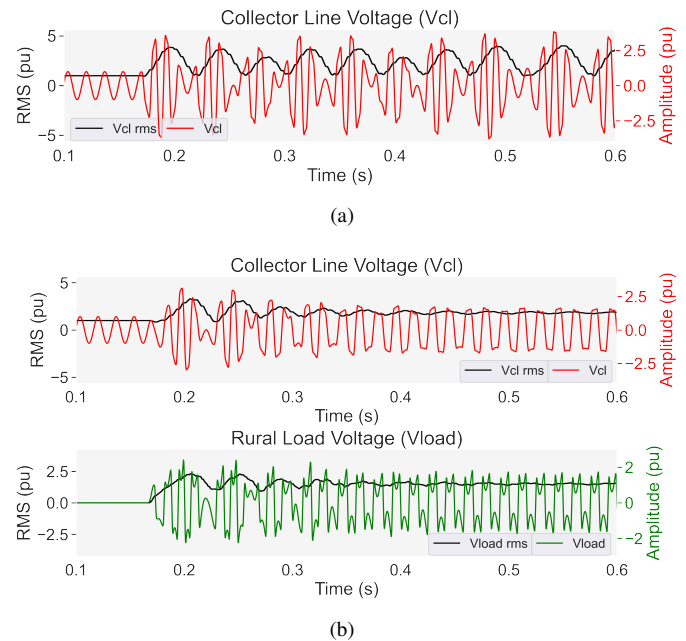 Collector Line Voltage (Vcl)
RMS (pu)
5
0
−5
2.5
0.0
−2.5
Amplitude (pu)
Vcl rms
Vcl
0.1
0.2
0.3
0.4
0.5
0.6
Time (s)
(a)
Collector Line Voltage (Vcl)
RMS (pu)
5
0
−5
2.5
0.0
−2.5
Amplitude (pu)
Vcl rms
Vcl
0.1
0.2
0.3
0.4
0.5
0.6
Time (s)
Rural Load Voltage (Vload)
RMS (pu)
2.5
0.0
−2.5
2
0
−2
Amplitude (pu)
Vload rms
Vload
0.1
0.2
0.3
0.4
0.5
0.6
Time (s)
(b)